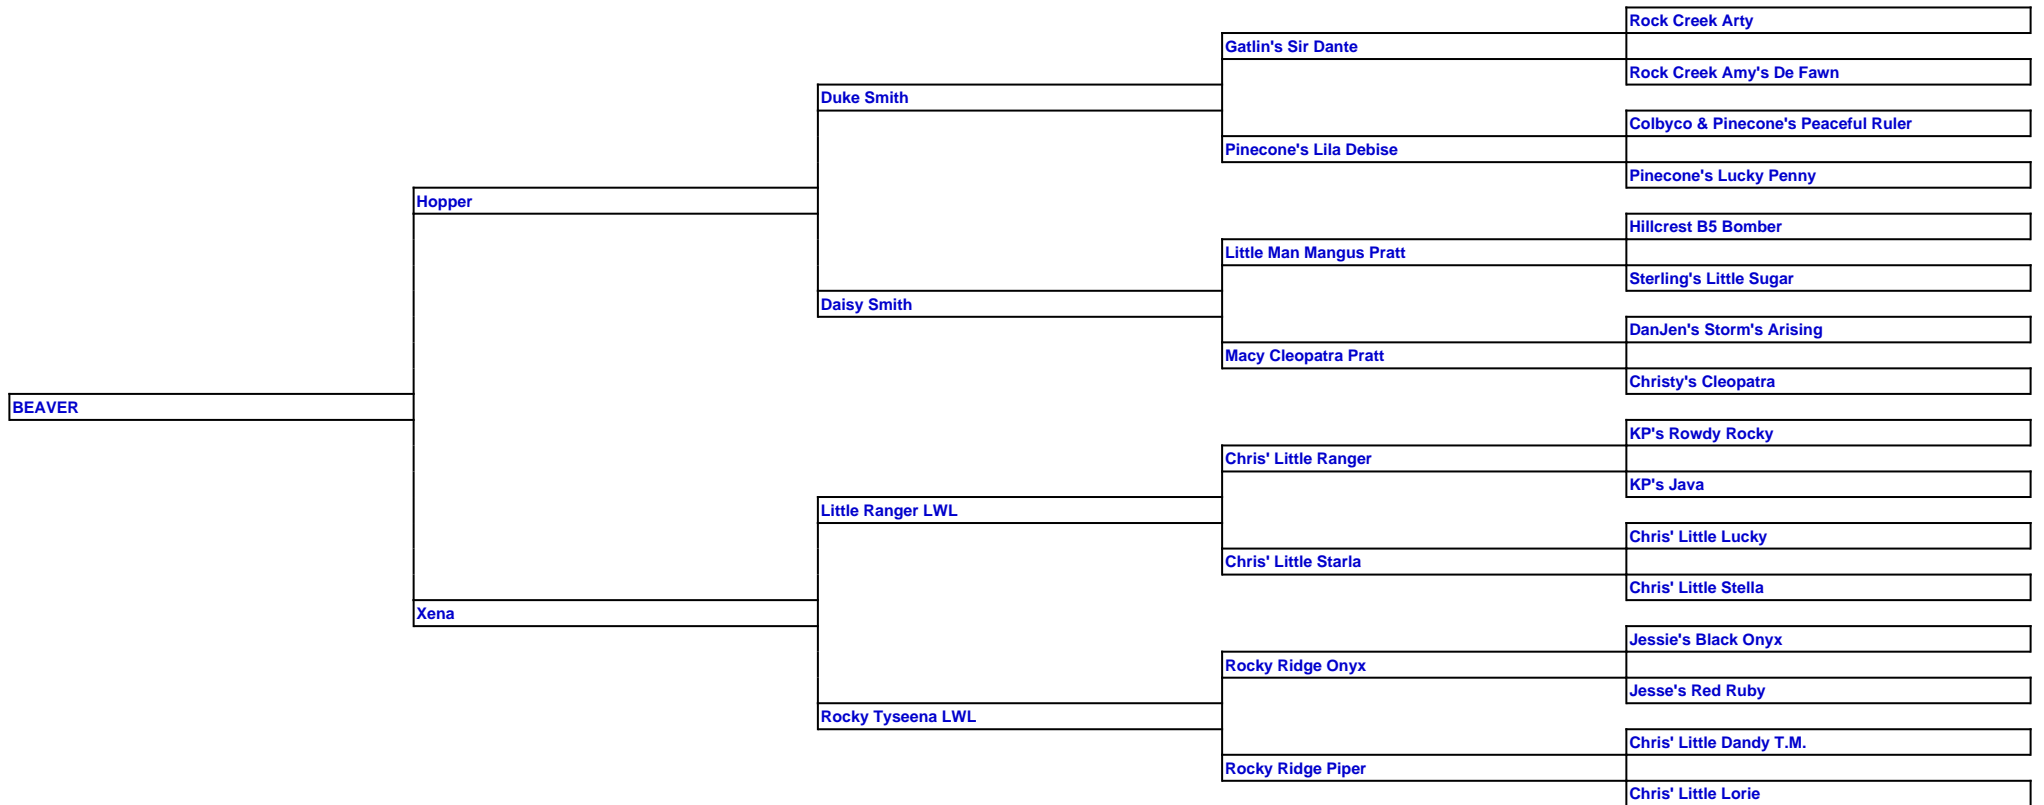 Rock Creek Arty
Gatlin's Sir Dante
Rock Creek Amy's De Fawn
Duke Smith
Colbyco & Pinecone's Peaceful Ruler
Pinecone's Lila Debise
Pinecone's Lucky Penny
Hopper
Hillcrest B5 Bomber
Little Man Mangus Pratt
Sterling's Little Sugar
Daisy Smith
DanJen's Storm's Arising
Macy Cleopatra Pratt
Christy's Cleopatra
BEAVER
KP's Rowdy Rocky
Chris' Little Ranger
KP's Java
Little Ranger LWL
Chris' Little Lucky
Chris' Little Starla
Chris' Little Stella
Xena
Jessie's Black Onyx
Rocky Ridge Onyx
Jesse's Red Ruby
Rocky Tyseena LWL
Chris' Little Dandy T.M.
Rocky Ridge Piper
Chris' Little Lorie